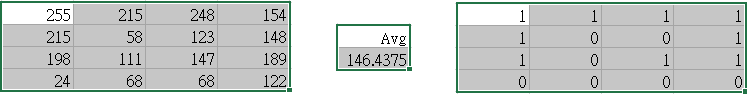 255 215 248 154 1 1 1 1
215 58 123 148 Avg 1 0 0 1
198 111 147 189 146.4375 1 0 1 1
24 68 68 122 0 0 0 0